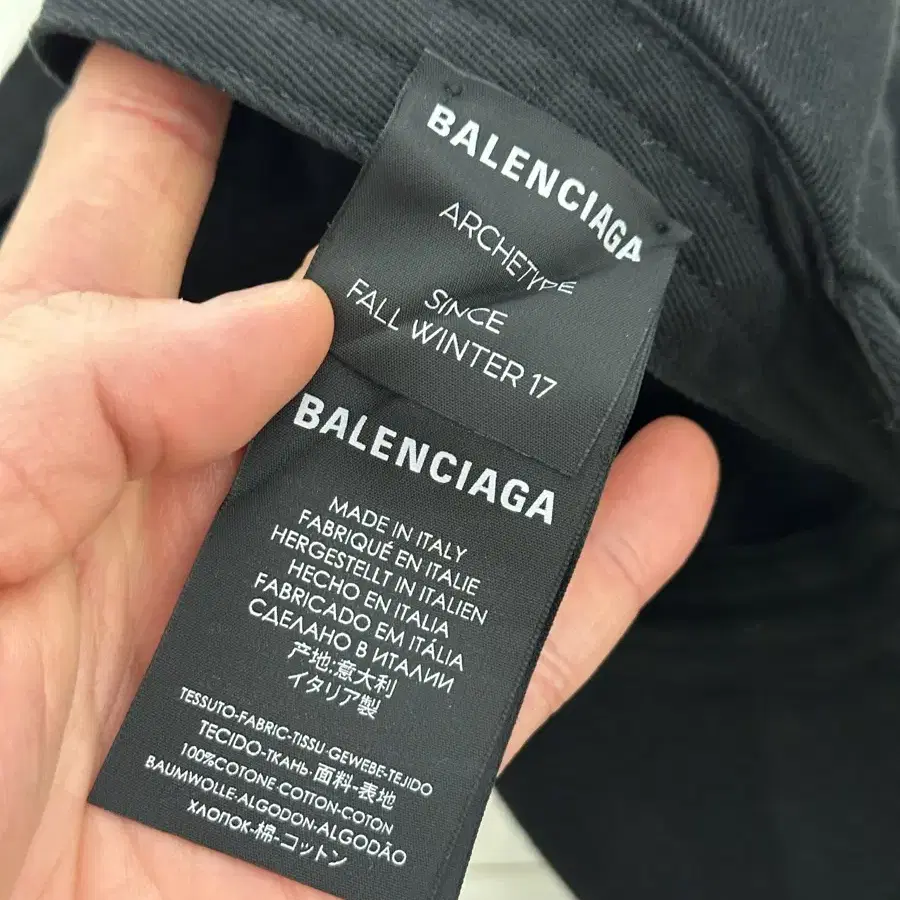 BALENCIAGA
ARCHETYPE
SINCE
FALL WINTER 17
BALENCIAGA
MADE IN ITALY
FABRIQUÉ EN ITALIE
HERGESTELLT IN ITALIEN
HECHO EN ITALIA
FABRICADO EM ITÁLIA
СДЕЛАНО В ИТАЛИИ
产地:意大利
イタリア製
TESSUTO-FABRIC-TISSU-GEWEBE-TEJIDO
TECIDO-ТКАНЬ-面料-表地
100%COTONE-COTTON-COTON
BAUMWOLLE-ALGODON-ALGODÃO
ХЛОПОК-棉-コットン